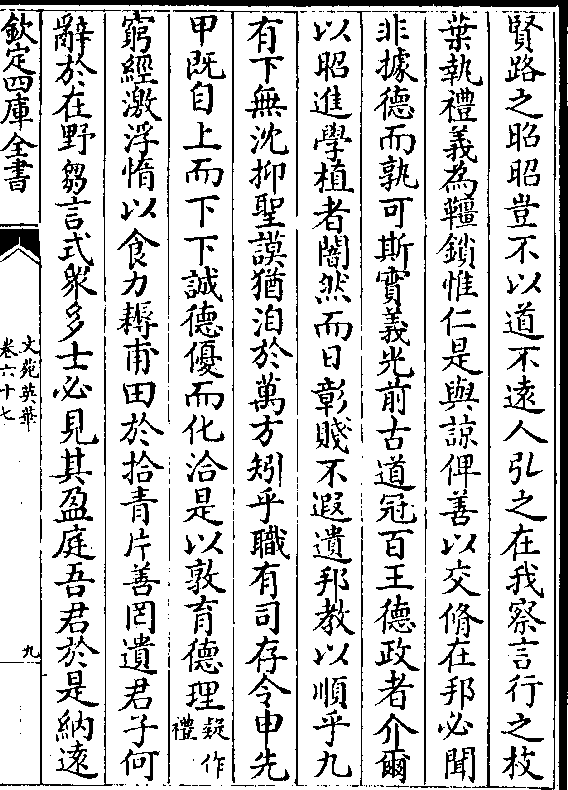 賢路之昭昭豈不以道不遠人弘之在我察言行之枝
葉執禮義為韁鎖惟仁是與諒俾善以交脩在邦必聞
非據德而孰可斯賓義光前古道冠百王德政者介爾
以昭進學植者闇然而日彰賤不遐遺邦教以順乎九
有下無沈抑聖謨猶洎於萬方矧乎職有司存令申先
甲既自上而下下誠德優而化洽是以敦育德理疑作禮
窮經激浮惰以食力耨甫田於拾青片善罔遺君子何
辭於在野芻言式衆多士必見其盈庭吾君於是納遠
欽定四庫全書
文苑英華
卷六十七
九